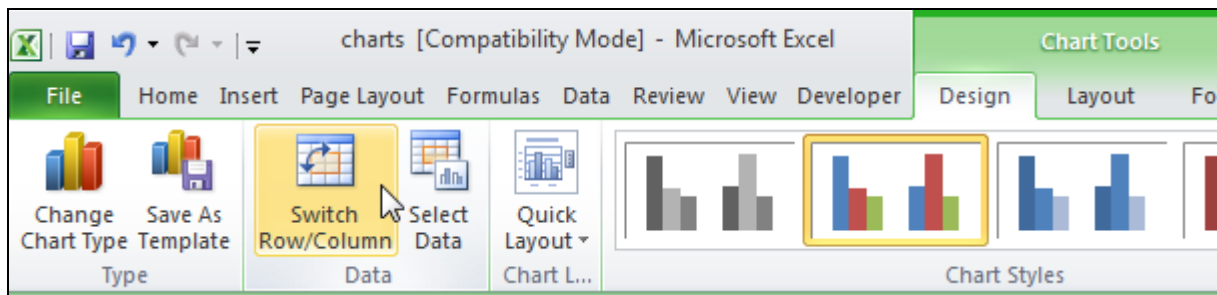 charts [Compatibility Mode] - Microsoft Excel
Chart Tools
File Home Insert Page Layout Formulas Data Review View Developer Design Layout Fo
Change Chart Type
Save As Template
Switch Row/Column
Select Data
Quick Layout
Type
Data
Chart L...
Chart Styles